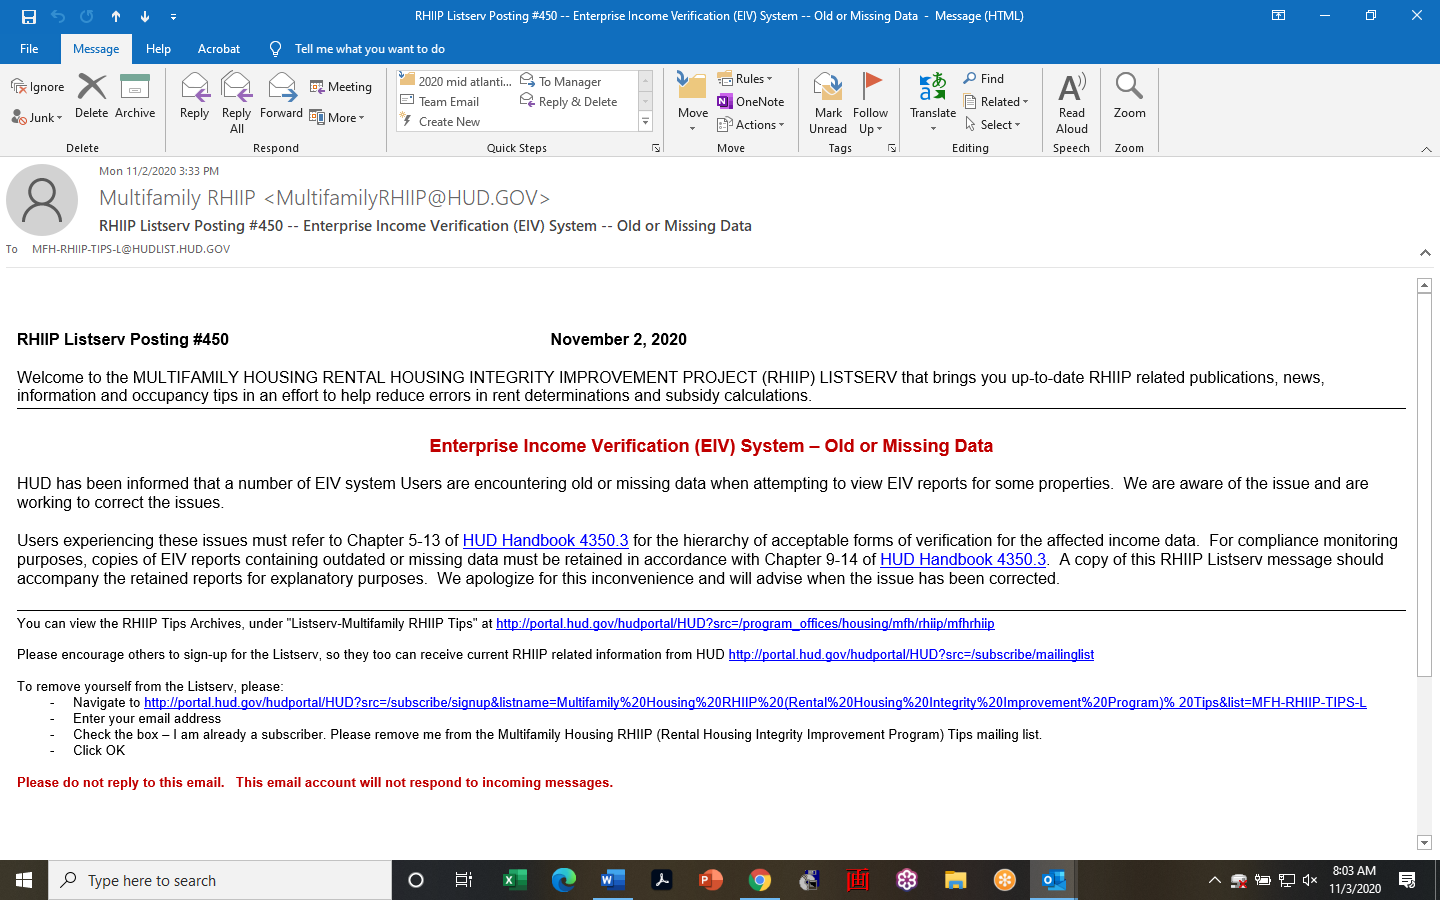 RHIIP Listserv Posting #450 -- Enterprise Income Verification (EIV) System -- Old or Missing Data  -  Message (HTML)
File Message Help Acrobat Tell me what you want to do
Ignore
Junk
Delete
Archive
Delete
Reply
Reply All
Forward
Meeting
More
Respond
2020 mid atlanti...
To Manager
Team Email
Reply & Delete
Create New
Quick Steps
Move
Rules
OneNote
Actions
Move
Mark Unread
Follow Up
Tags
Translate
Find
Related
Select
Editing
Read Aloud
Speech
Zoom
Zoom
Mon 11/2/2020 3:33 PM
Multifamily RHIIP <MultifamilyRHIIP@HUD.GOV>
RHIIP Listserv Posting #450 -- Enterprise Income Verification (EIV) System -- Old or Missing Data
To MFH-RHIIP-TIPS-L@HUDLIST.HUD.GOV
RHIIP Listserv Posting #450 November 2, 2020
Welcome to the MULTIFAMILY HOUSING RENTAL HOUSING INTEGRITY IMPROVEMENT PROJECT (RHIIP) LISTSERV that brings you up-to-date RHIIP related publications, news,
information and occupancy tips in an effort to help reduce errors in rent determinations and subsidy calculations.
Enterprise Income Verification (EIV) System – Old or Missing Data
HUD has been informed that a number of EIV system Users are encountering old or missing data when attempting to view EIV reports for some properties.  We are aware of the issue and are
working to correct the issues.
Users experiencing these issues must refer to Chapter 5-13 of HUD Handbook 4350.3 for the hierarchy of acceptable forms of verification for the affected income data.  For compliance monitoring
purposes, copies of EIV reports containing outdated or missing data must be retained in accordance with Chapter 9-14 of HUD Handbook 4350.3.  A copy of this RHIIP Listserv message should
accompany the retained reports for explanatory purposes.  We apologize for this inconvenience and will advise when the issue has been corrected.
You can view the RHIIP Tips Archives, under "Listserv-Multifamily RHIIP Tips" at http://portal.hud.gov/hudportal/HUD?src=/program_offices/housing/mfh/rhiip/mfhrhiip
Please encourage others to sign-up for the Listserv, so they too can receive current RHIIP related information from HUD http://portal.hud.gov/hudportal/HUD?src=/subscribe/mailinglist
To remove yourself from the Listserv, please:
- Navigate to http://portal.hud.gov/hudportal/HUD?src=/subscribe/signup&listname=Multifamily%20Housing%20RHIIP%20(Rental%20Housing%20Integrity%20Improvement%20Program)% 20Tips&list=MFH-RHIIP-TIPS-L
- Enter your email address
- Check the box – I am already a subscriber. Please remove me from the Multifamily Housing RHIIP (Rental Housing Integrity Improvement Program) Tips mailing list.
- Click OK
Please do not reply to this email.   This email account will not respond to incoming messages.
Type here to search
8:03 AM
11/3/2020